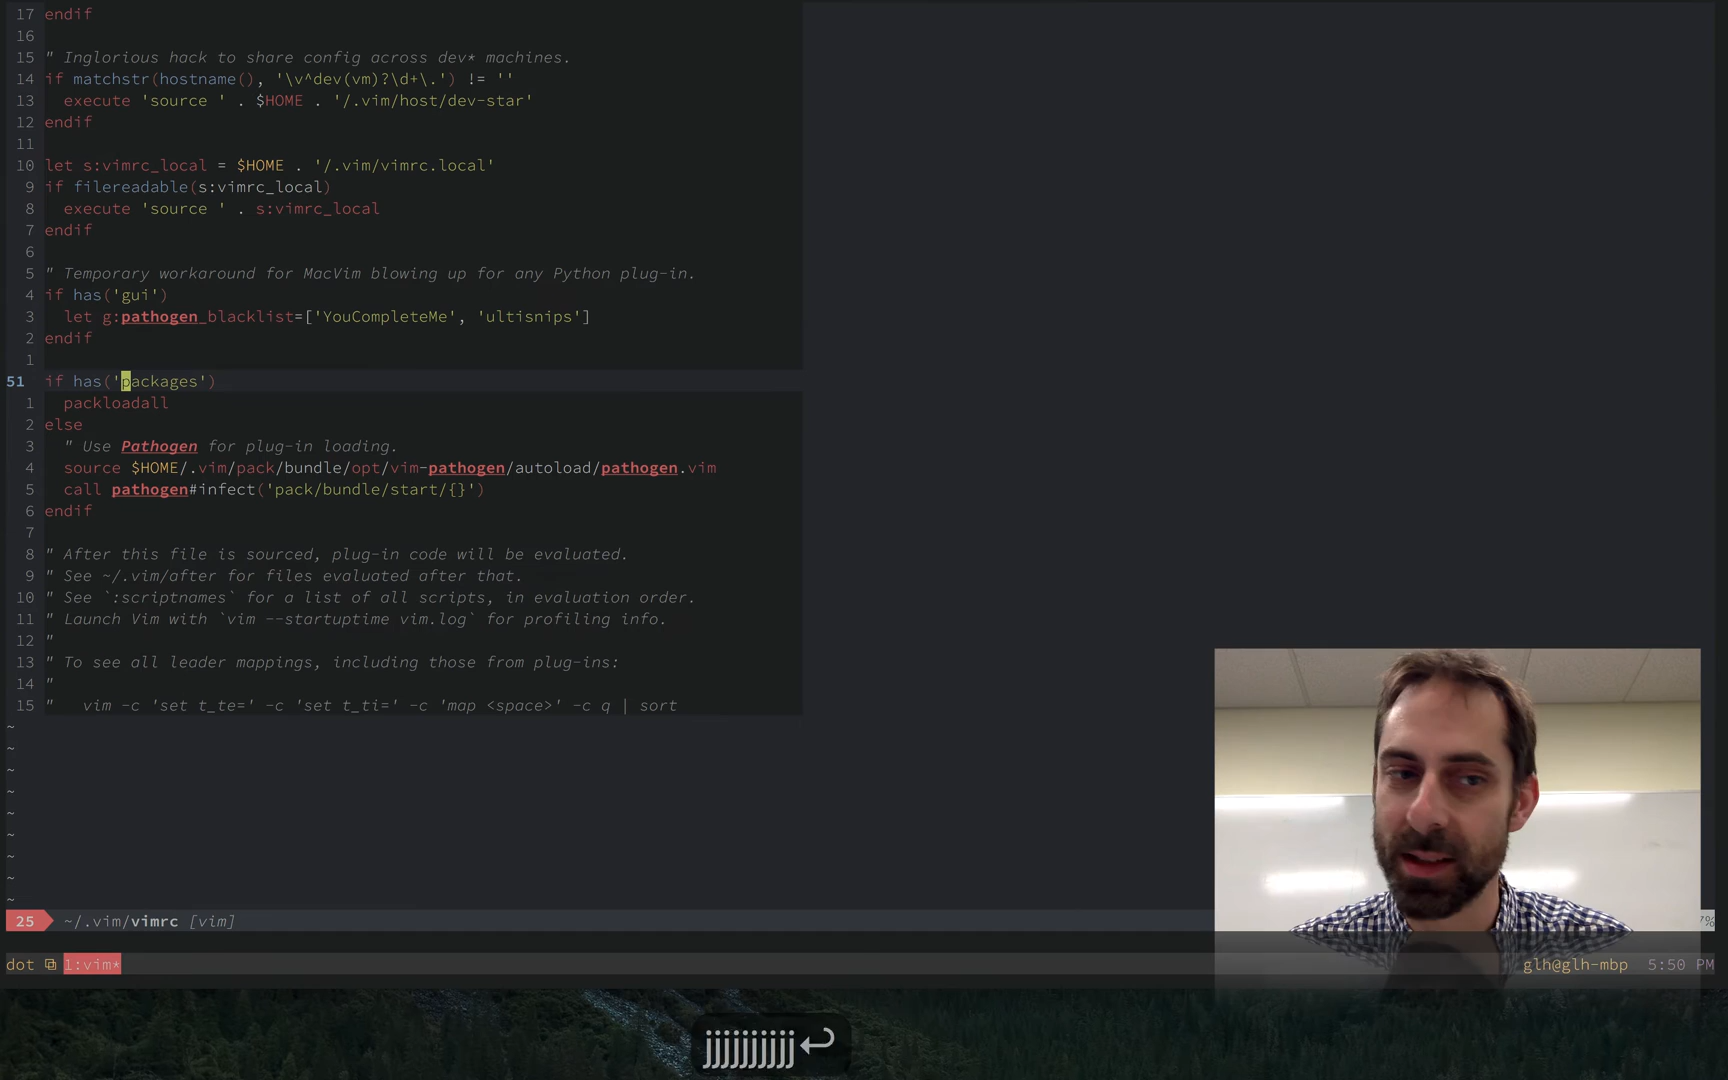 17 endif
16
15 " Inglorious hack to share config across dev* machines.
14 if matchstr(hostname(), '\v^dev(vm)?\d+\.') != ''
13   execute 'source ' . $HOME . '/.vim/host/dev-star'
12 endif
11
10 let s:vimrc_local = $HOME . '/.vim/vimrc.local'
9 if filereadable(s:vimrc_local)
8   execute 'source ' . s:vimrc_local
7 endif
6
5 " Temporary workaround for MacVim blowing up for any Python plug-in.
4 if has('gui')
3   let g:pathogen_blacklist=['YouCompleteMe', 'ultisnips']
2 endif
1
51 if has('packages')
1   packloadall
2 else
3   " Use Pathogen for plug-in loading.
4   source $HOME/.vim/pack/bundle/opt/vim-pathogen/autoload/pathogen.vim
5   call pathogen#infect('pack/bundle/start/{}')
6 endif
7
8 " After this file is sourced, plug-in code will be evaluated.
9 " See ~/.vim/after for files evaluated after that.
10 " See `:scriptnames` for a list of all scripts, in evaluation order.
11 " Launch Vim with `vim --startuptime vim.log` for profiling info.
12 "
13 " To see all leader mappings, including those from plug-ins:
14 "
15 "   vim -c 'set t_te=' -c 'set t_ti=' -c 'map <space>' -c q | sort
~
~
~
~
~
~
~
~
~
25 ~/.vim/vimrc [vim] 7%
dot 1:vim* glh@glh-mbp 5:50 PM
jjjjjjjjjj↩